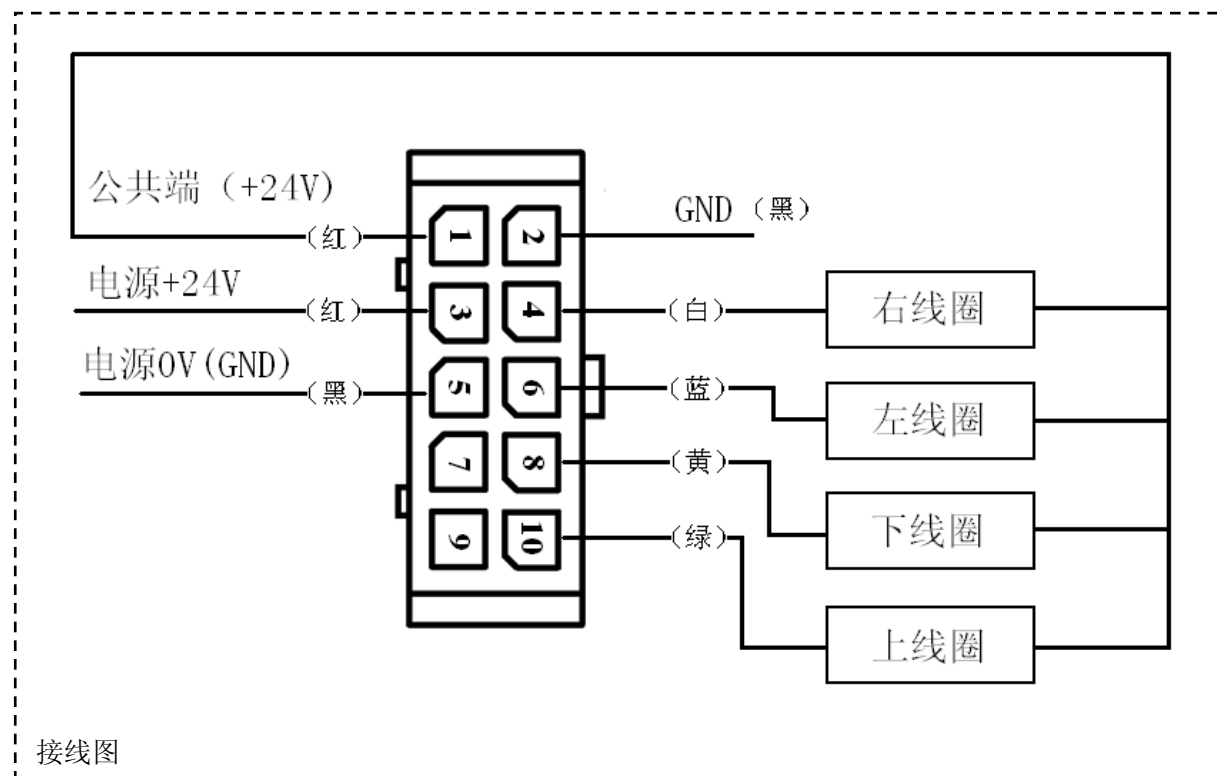 公共端（+24V)
（红）
1
2
GND（黑）
电源+24V
（红）
3
4
（白）
右线圈
电源0V(GND)
（黑）
5
6
（蓝）
左线圈
7
8
（黄）
下线圈
9
10
（绿）
上线圈
接线图